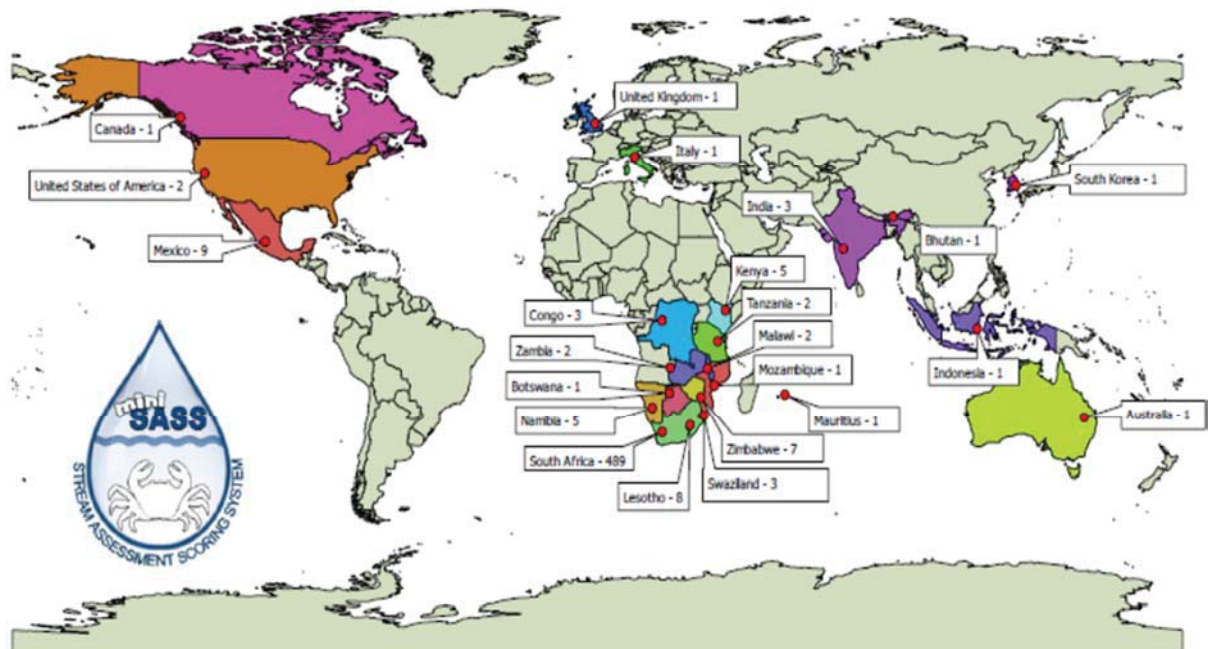 United Kingdom - 1
Canada - 1
Italy - 1
United States of America - 2
South Korea - 1
India - 3
Mexico - 9
Bhutan - 1
Kenya - 5
Congo - 3
Tanzania - 2
Zambia - 2
Malawi - 2
Botswana - 1
Mozambique - 1
Indonesia - 1
Namibia - 5
Mauritius - 1
Australia - 1
South Africa - 489
Zimbabwe - 7
Lesotho - 8
Swaziland - 3
mini
SASS
STREAM ASSESSMENT SCORING SYSTEM